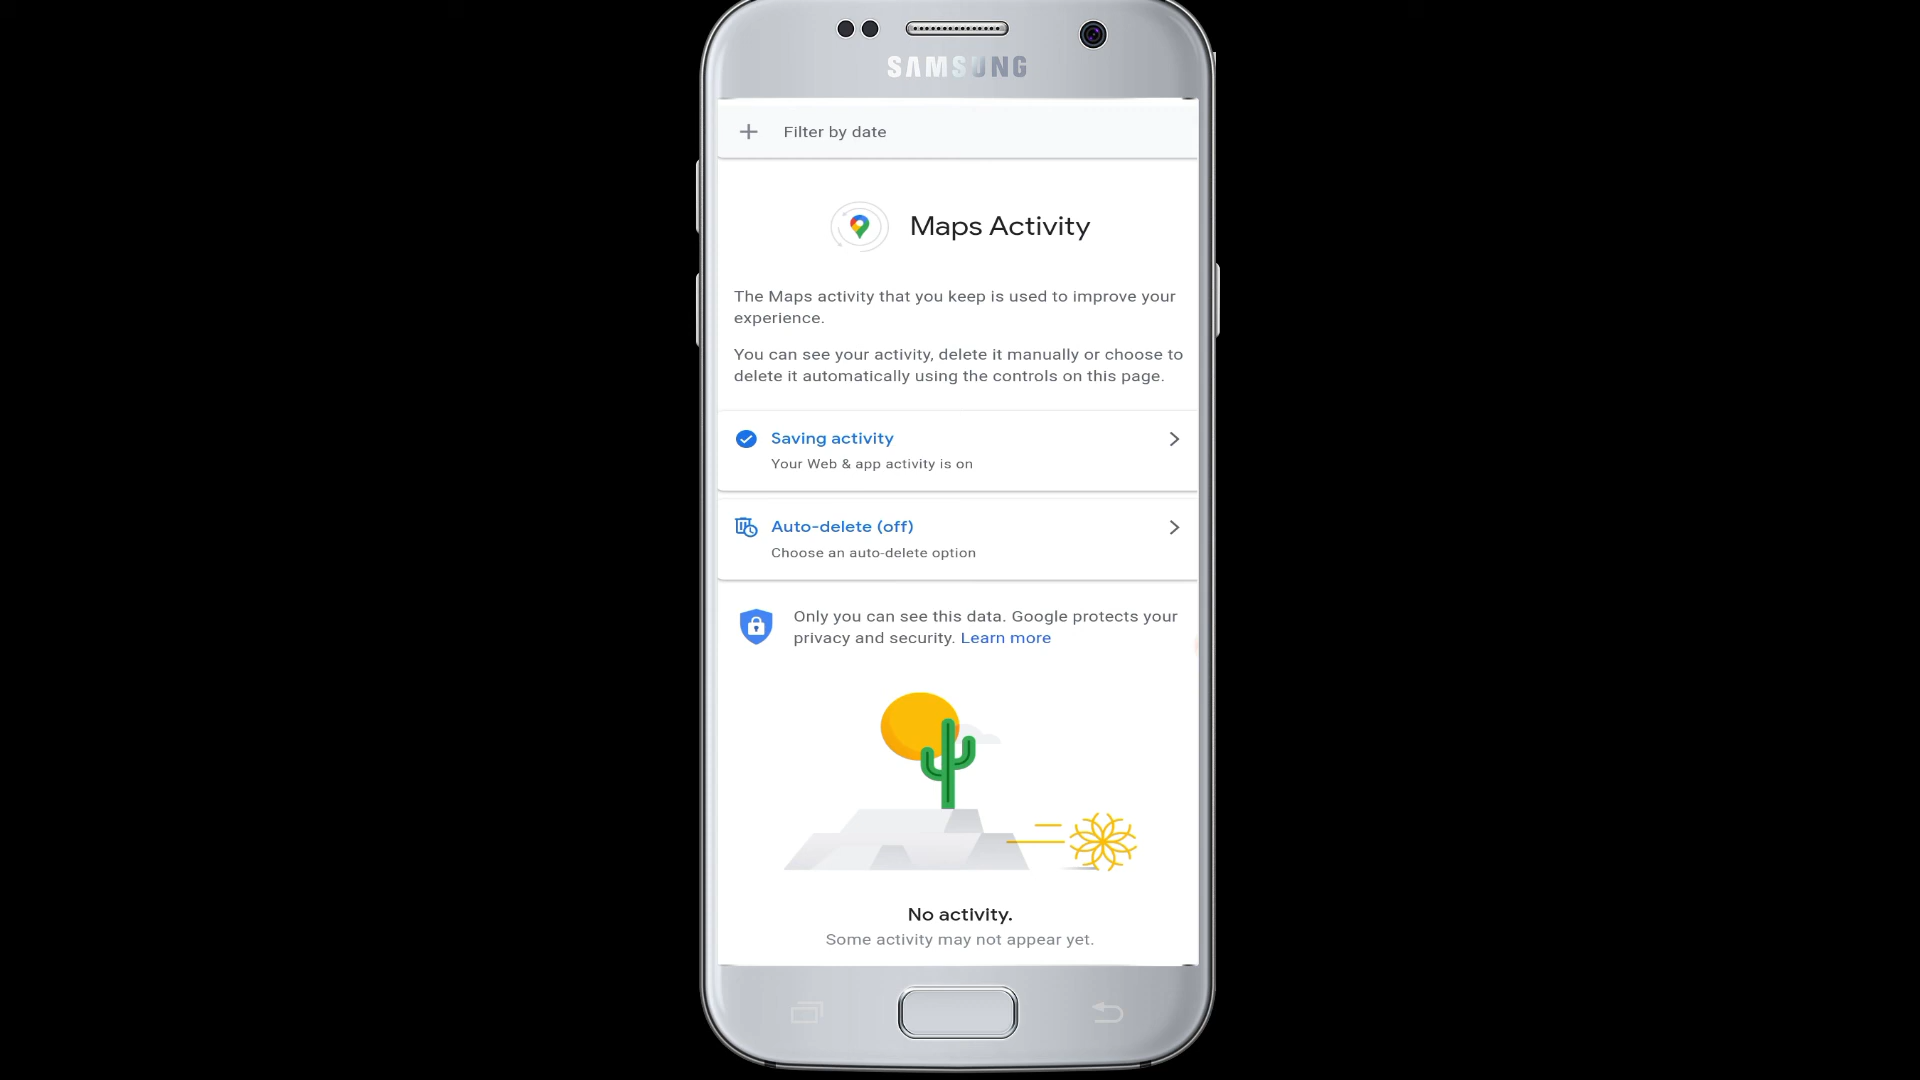 SAMSUNG
Filter by date
Maps Activity
The Maps activity that you keep is used to improve your
experience.
You can see your activity, delete it manually or choose to
delete it automatically using the controls on this page.
Saving activity
Your Web & app activity is on
Auto-delete (off)
Choose an auto-delete option
Only you can see this data. Google protects your
privacy and security. Learn more
No activity.
Some activity may not appear yet.